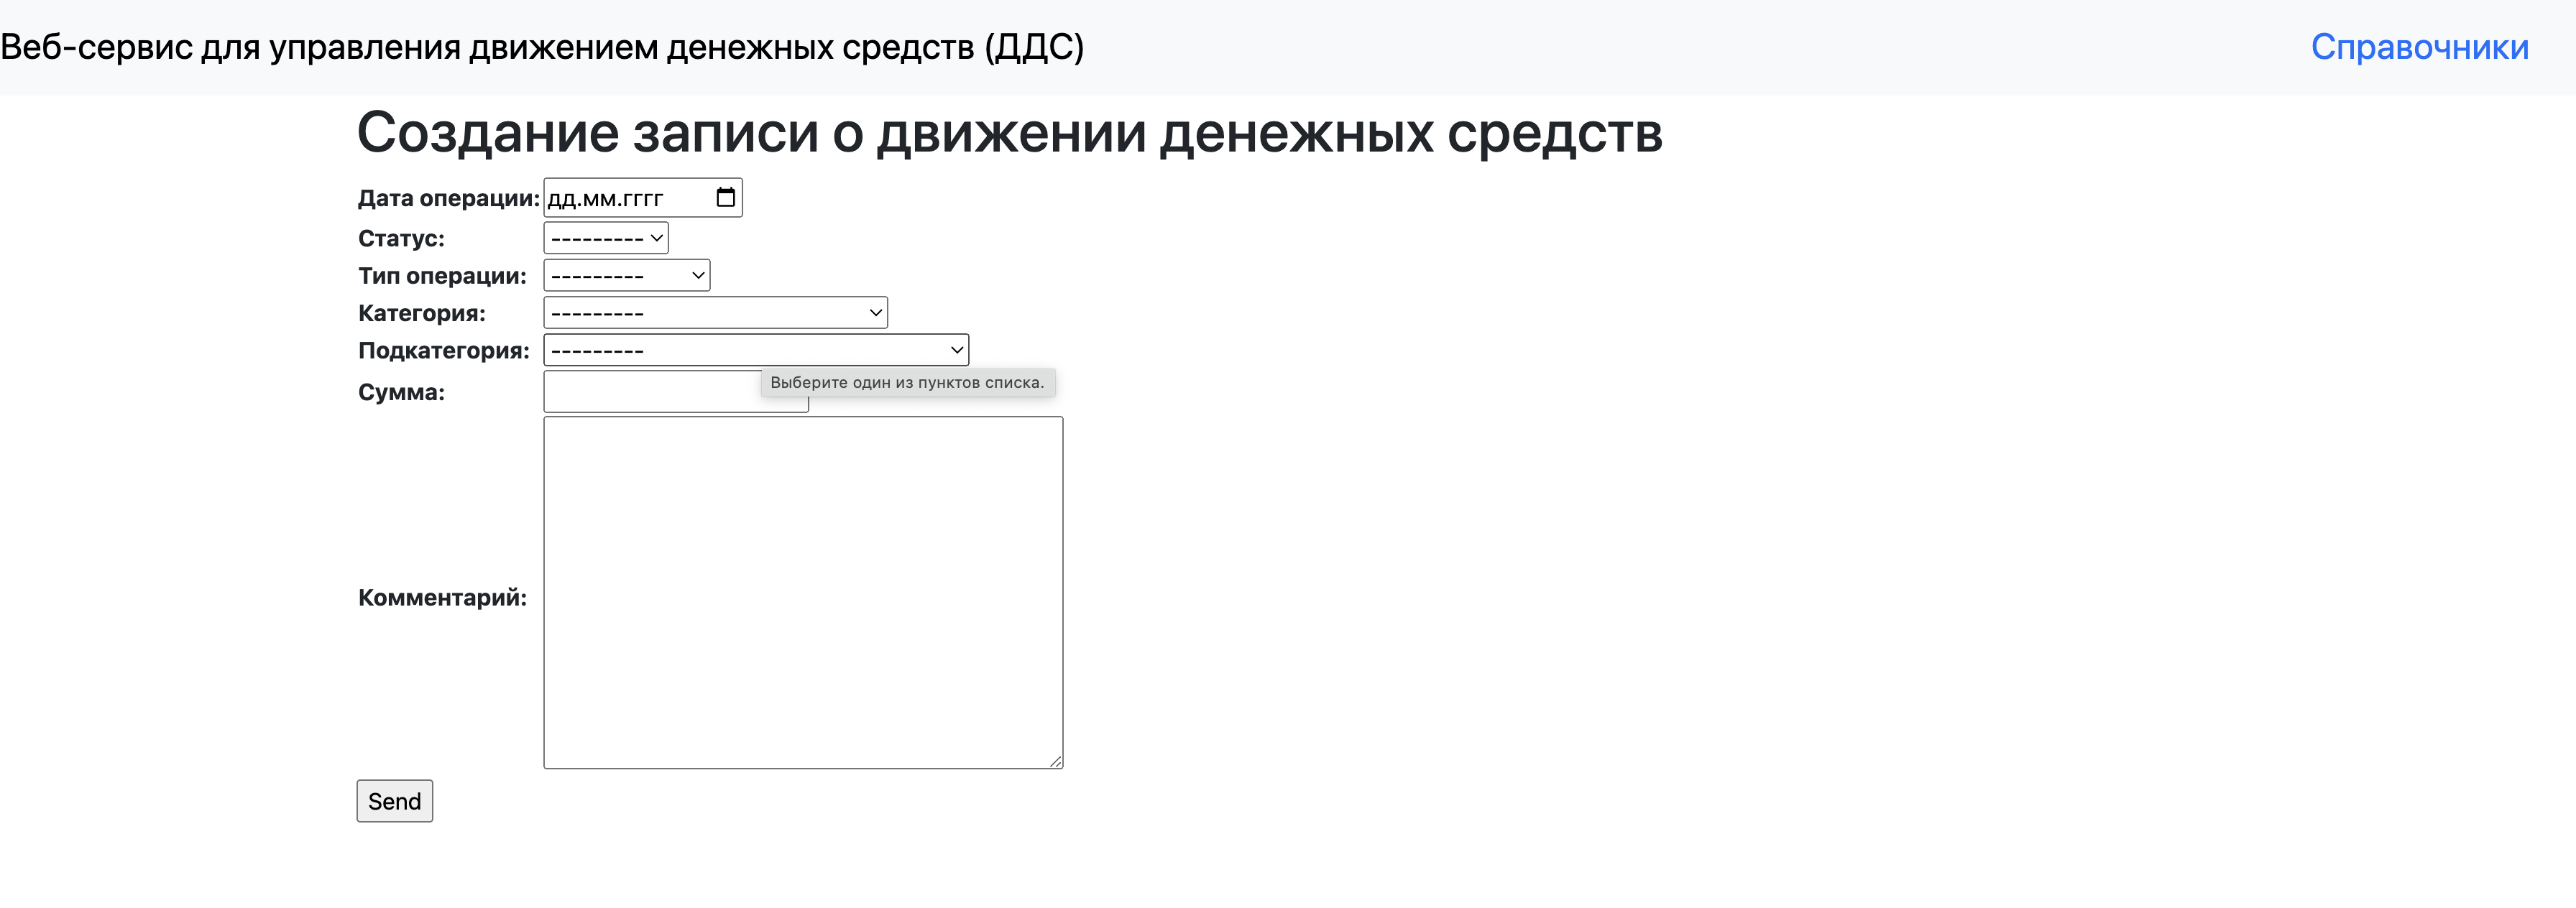 Веб-сервис для управления движением денежных средств (ДДС) Справочники
Создание записи о движении денежных средств
Дата операции: дд.мм.гггг
Статус: ---------
Тип операции: ---------
Категория: ---------
Подкатегория: ---------
Выберите один из пунктов списка.
Сумма:
Комментарий:
Send